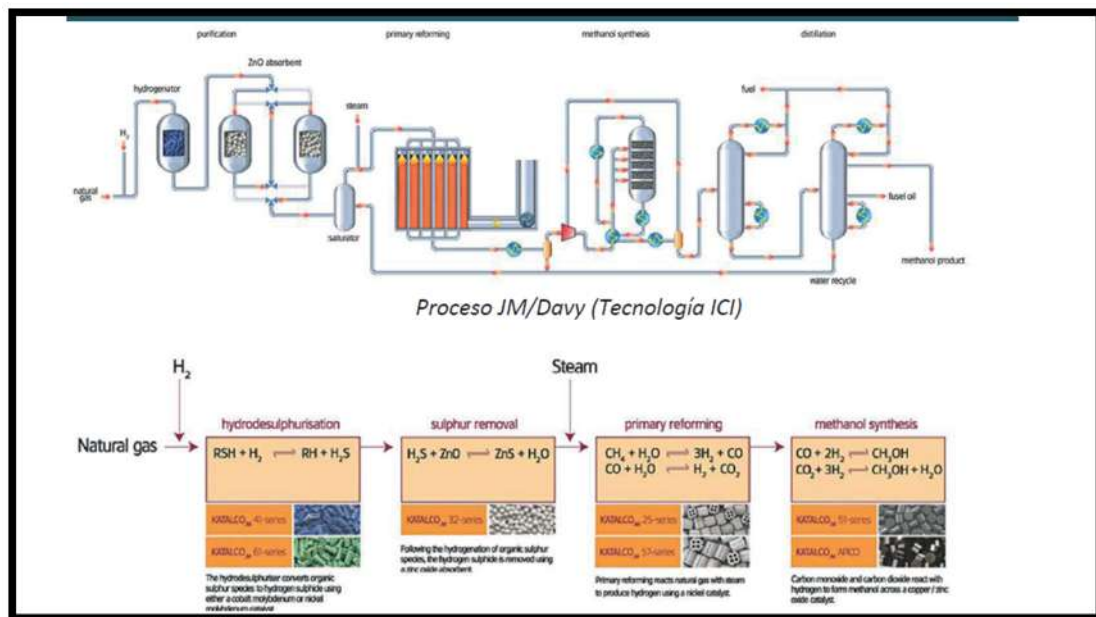 purification primary reforming methanol synthesis distillation
ZnO absorbent
hydrogenator
steam
fuel
H₂
natural
gas
saturator
fusel oil
methanol product
water recycle
Proceso JM/Davy (Tecnología ICI)
H₂
Steam
Natural gas
hydrodesulphurisation
RSH + H₂ ⇌ RH + H₂S
KATALCO 41-series
KATALCO 61-series
The hydrodesulphuriser converts organic
sulphur species to hydrogen sulphide using
either a cobalt molybdenum or nickel
molybdenum catalyst
sulphur removal
H₂S + ZnO ⇌ ZnS + H₂O
KATALCO 32-series
Following the hydrogenation of organic sulphur
species, the hydrogen sulphide is removed using
a zinc oxide absorbent.
primary reforming
CH₄ + H₂O ⇌ 3H₂ + CO
CO + H₂O ⇌ H₂ + CO₂
KATALCO 25-series
KATALCO 57-series
Primary reforming reacts natural gas with steam
to produce hydrogen using a nickel catalyst.
methanol synthesis
CO + 2H₂ ⇌ CH₃OH
CO₂ + 3H₂ ⇌ CH₃OH + H₂O
KATALCO 51-series
KATALCO APICO
Carbon monoxide and carbon dioxide react with
hydrogen to form methanol across a copper / zinc
oxide catalyst.